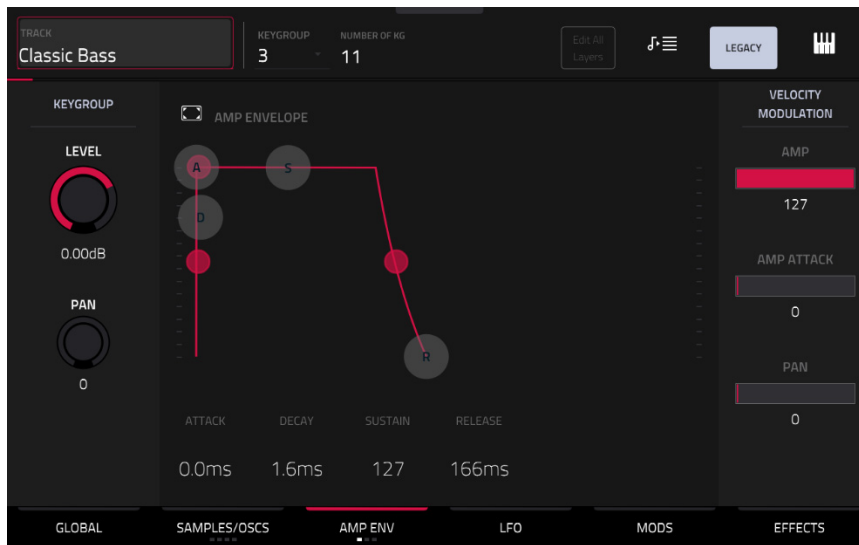 TRACK
Classic Bass
KEYGROUP
3
NUMBER OF KG
11
Edit All
Layers
LEGACY
KEYGROUP
LEVEL
0.00dB
PAN
0
AMP ENVELOPE
A
S
D
R
ATTACK
DECAY
SUSTAIN
RELEASE
0.0ms
1.6ms
127
166ms
VELOCITY
MODULATION
AMP
127
AMP ATTACK
0
PAN
0
GLOBAL
SAMPLES/OSCS
AMP ENV
LFO
MODS
EFFECTS